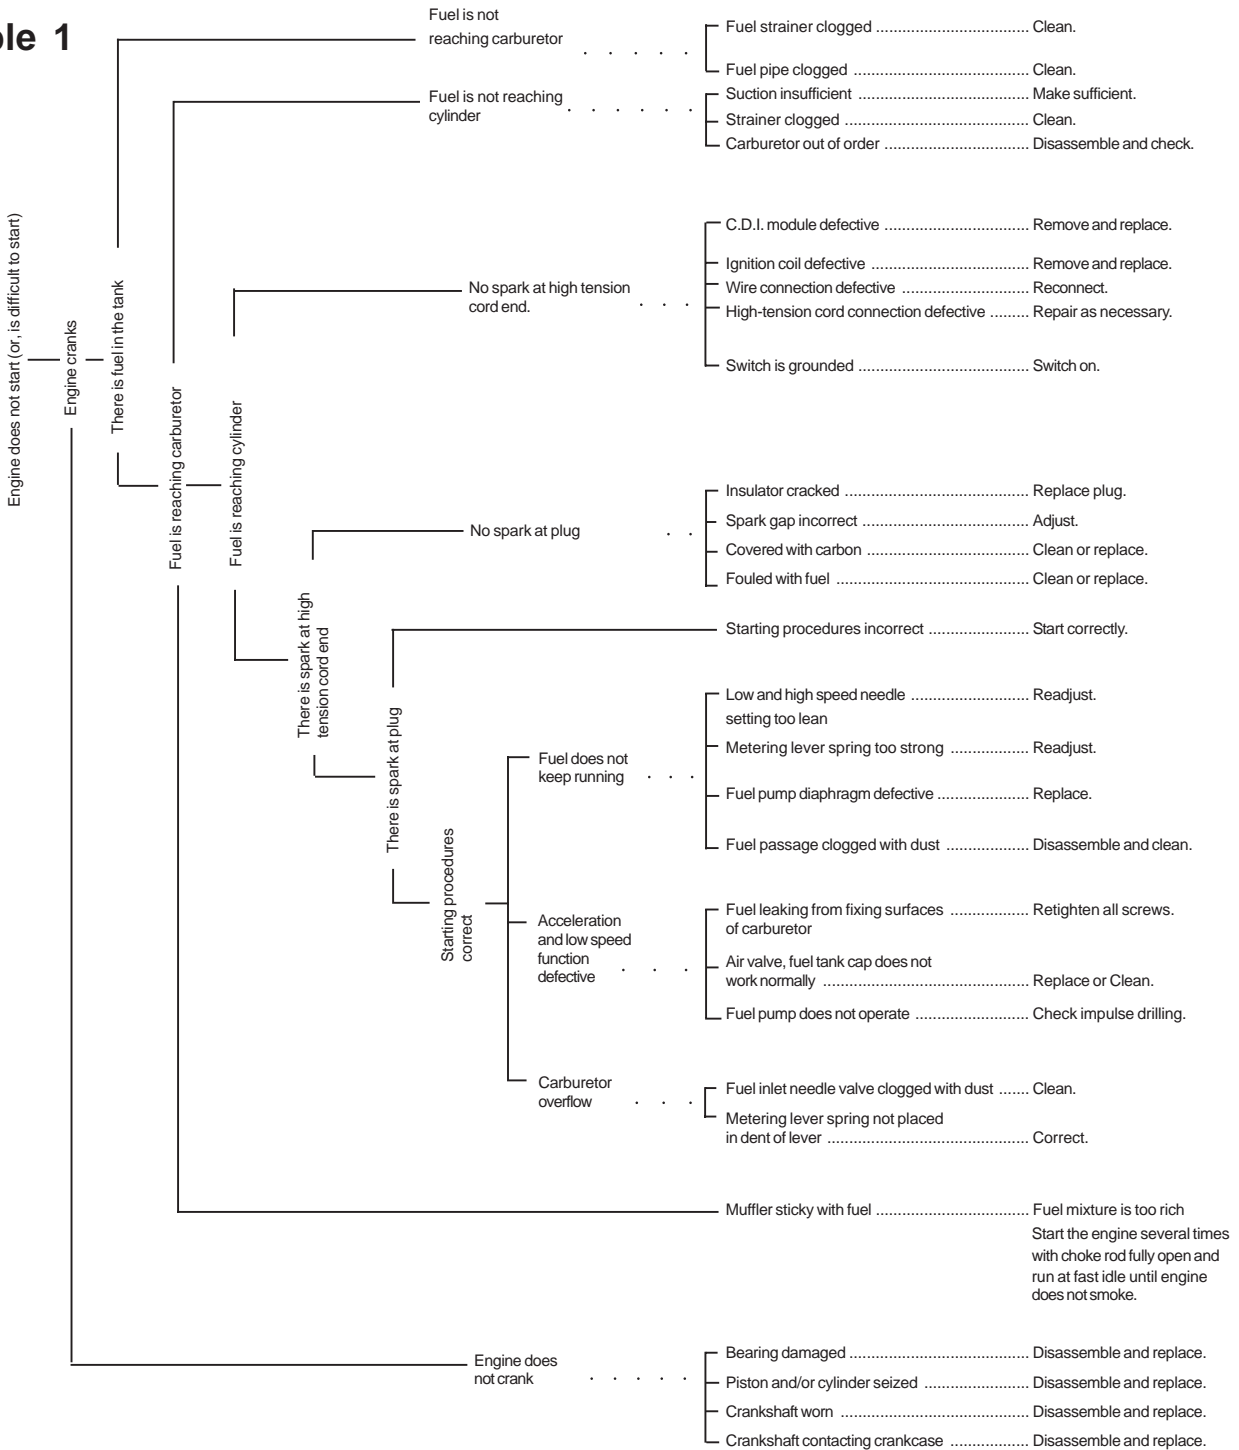 ole 1
Fuel is not
reaching carburetor . . . . .
Fuel strainer clogged .................................. Clean.
Fuel pipe clogged ....................................... Clean.
Fuel is not reaching
cylinder . . . . . .
Suction insufficient ...................................... Make sufficient.
Strainer clogged ......................................... Clean.
Carburetor out of order ................................ Disassemble and check.
Engine does not start (or, is difficult to start)
Engine cranks
There is fuel in the tank
Fuel is reaching carburetor
Fuel is reaching cylinder
No spark at high tension
cord end. . . .
C.D.I. module defective ................................ Remove and replace.
Ignition coil defective ................................... Remove and replace.
Wire connection defective ............................ Reconnect.
High-tension cord connection defective ......... Repair as necessary.
Switch is grounded ...................................... Switch on.
There is spark at high
tension cord end
No spark at plug . .
Insulator cracked ......................................... Replace plug.
Spark gap incorrect ..................................... Adjust.
Covered with carbon .................................... Clean or replace.
Fouled with fuel ........................................... Clean or replace.
There is spark at plug
Starting procedures incorrect ...................... Start correctly.
Starting procedures
correct
Fuel does not
keep running . . .
Low and high speed needle .......................... Readjust.
setting too lean
Metering lever spring too strong ................. Readjust.
Fuel pump diaphragm defective .................... Replace.
Fuel passage clogged with dust .................. Disassemble and clean.
Acceleration
and low speed
function
defective . . .
Fuel leaking from fixing surfaces ................. Retighten all screws.
of carburetor
Air valve, fuel tank cap does not
work normally .............................................. Replace or Clean.
Fuel pump does not operate ......................... Check impulse drilling.
Carburetor
overflow . . .
Fuel inlet needle valve clogged with dust ....... Clean.
Metering lever spring not placed
in dent of lever ............................................. Correct.
Muffler sticky with fuel .................................. Fuel mixture is too rich
Start the engine several times
with choke rod fully open and
run at fast idle until engine
does not smoke.
Engine does
not crank . . . . .
Bearing damaged ........................................ Disassemble and replace.
Piston and/or cylinder seized ....................... Disassemble and replace.
Crankshaft worn .......................................... Disassemble and replace.
Crankshaft contacting crankcase ................. Disassemble and replace.